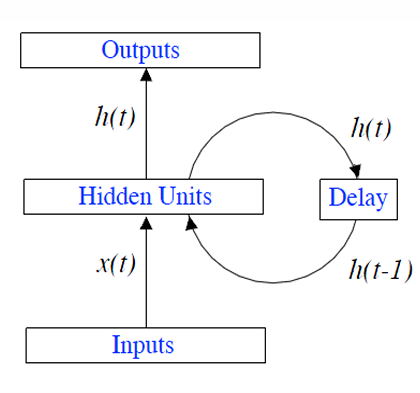 Outputs
h(t)
h(t)
Hidden Units
Delay
x(t)
h(t-1)
Inputs